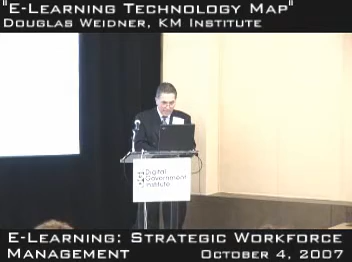 "E-Learning Technology Map"
Douglas Weidner, KM Institute
Digital
Government
Institute
E-Learning: Strategic Workforce
Management October 4, 2007